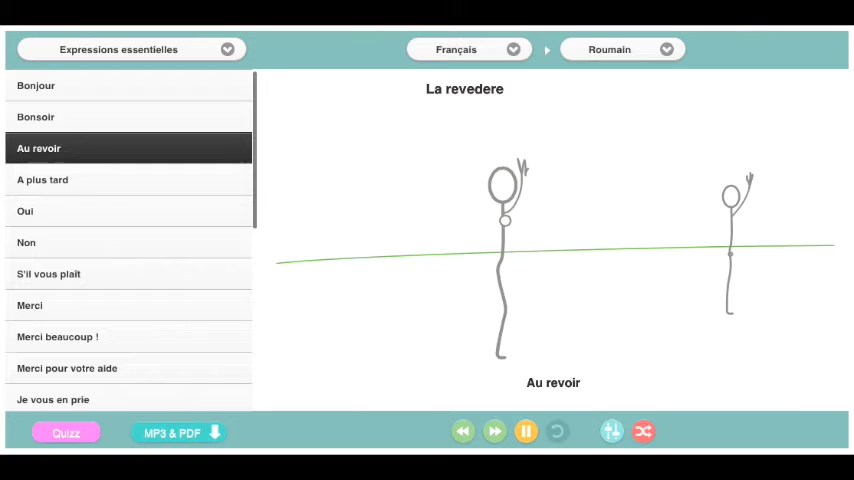 Expressions essentielles
Français
Roumain
Bonjour
Bonsoir
Au revoir
A plus tard
Oui
Non
S'il vous plaît
Merci
Merci beaucoup !
Merci pour votre aide
Je vous en prie
La revedere
Au revoir
Quizz
MP3 & PDF